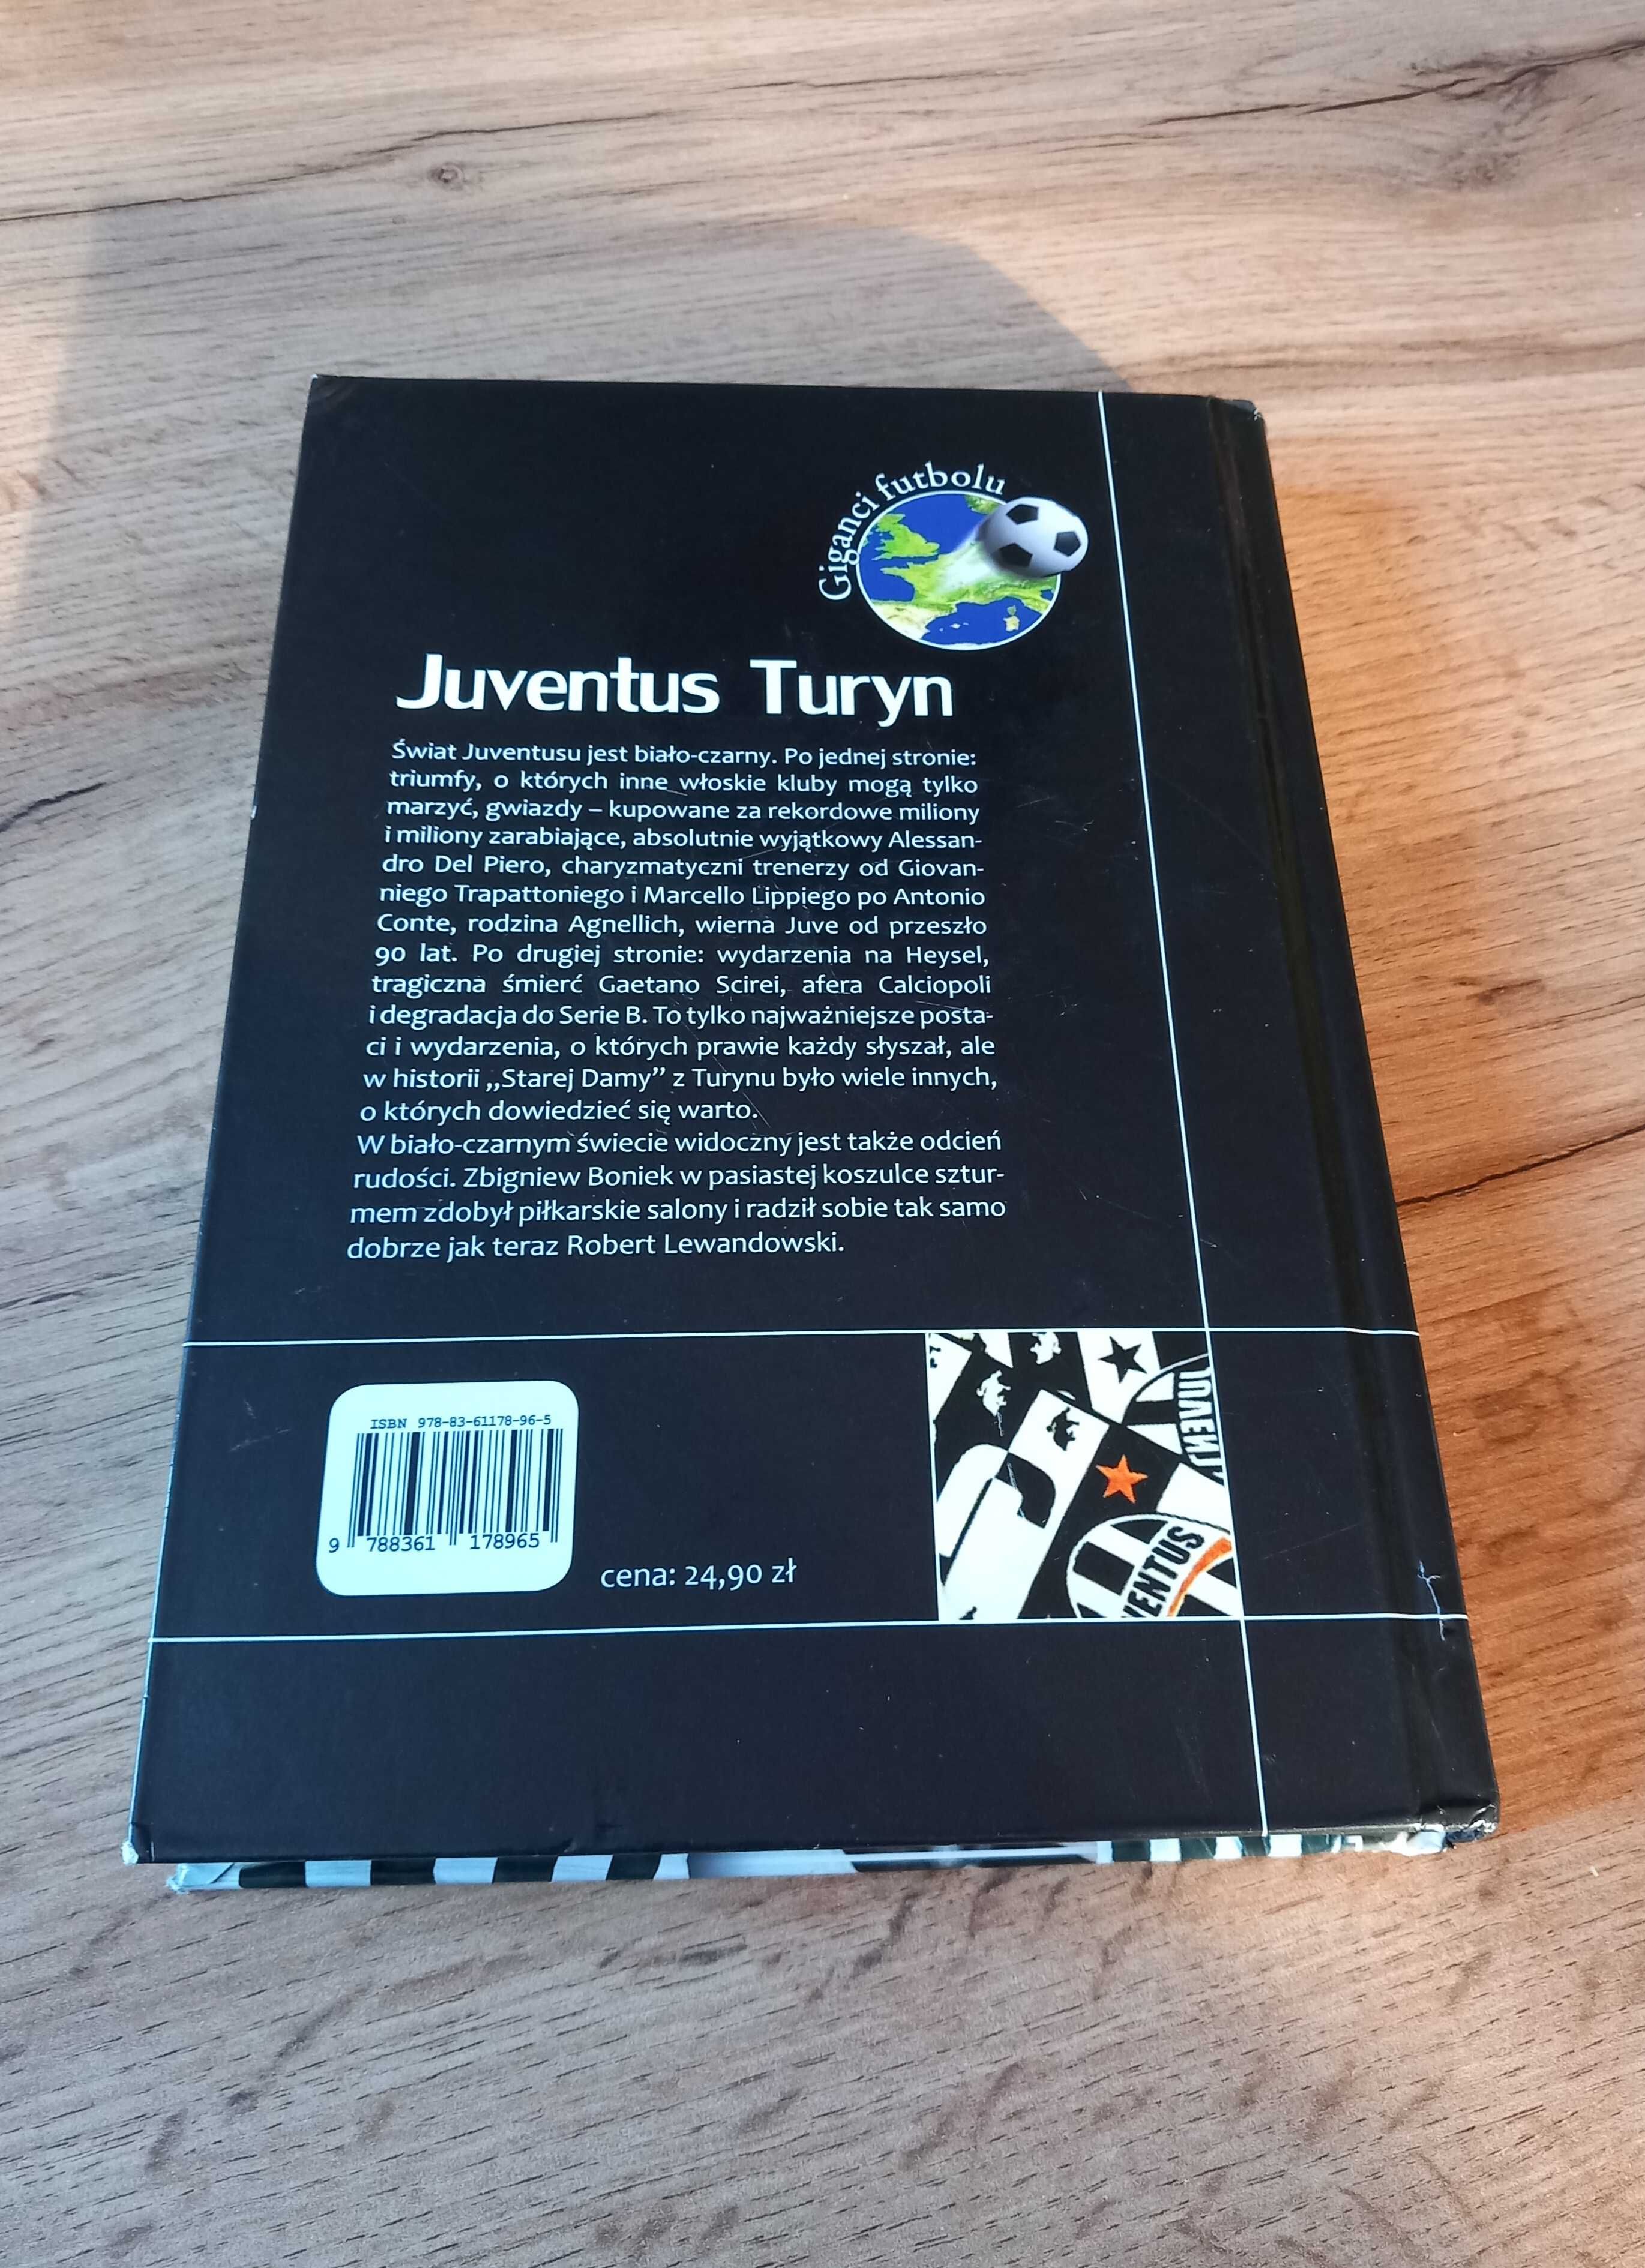 Giganci futbolu
Juventus Turyn
Świat Juventusu jest biało-czarny. Po jednej stronie:
triumfy, o których inne włoskie kluby mogą tylko
marzyć, gwiazdy – kupowane za rekordowe miliony
i miliony zarabiające, absolutnie wyjątkowy Alessan-
dro Del Piero, charyzmatyczni trenerzy od Giovan-
niego Trapattoniego i Marcello Lippiego po Antonio
Conte, rodzina Agnellich, wierna Juve od przeszło
90 lat. Po drugiej stronie: wydarzenia na Heysel,
tragiczna śmierć Gaetano Scirei, afera Calciopoli
i degradacja do Serie B. To tylko najważniejsze posta-
ci i wydarzenia, o których prawie każdy słyszał, ale
w historii „Starej Damy” z Turynu było wiele innych,
o których dowiedzieć się warto.
W biało-czarnym świecie widoczny jest także odcień
rudości. Zbigniew Boniek w pasiastej koszulce sztur-
mem zdobył piłkarskie salony i radził sobie tak samo
dobrze jak teraz Robert Lewandowski.
ISBN 978-83-61178-96-5
9 788361 178965
cena: 24,90 zł
JUVENT
VENTUS